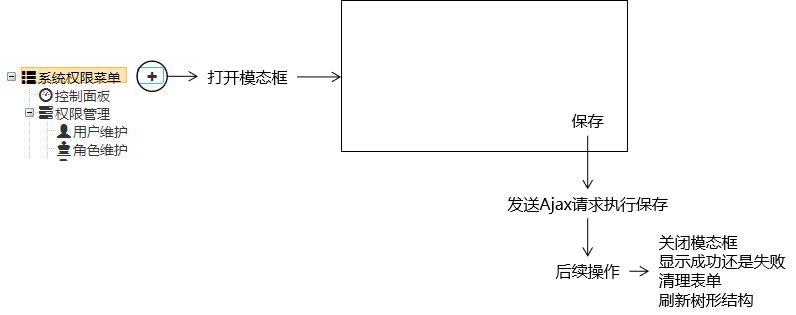 系统权限菜单
打开模态框
控制面板
权限管理
用户维护
角色维护
保存
发送Ajax请求执行保存
后续操作
关闭模态框
显示成功还是失败
清理表单
刷新树形结构